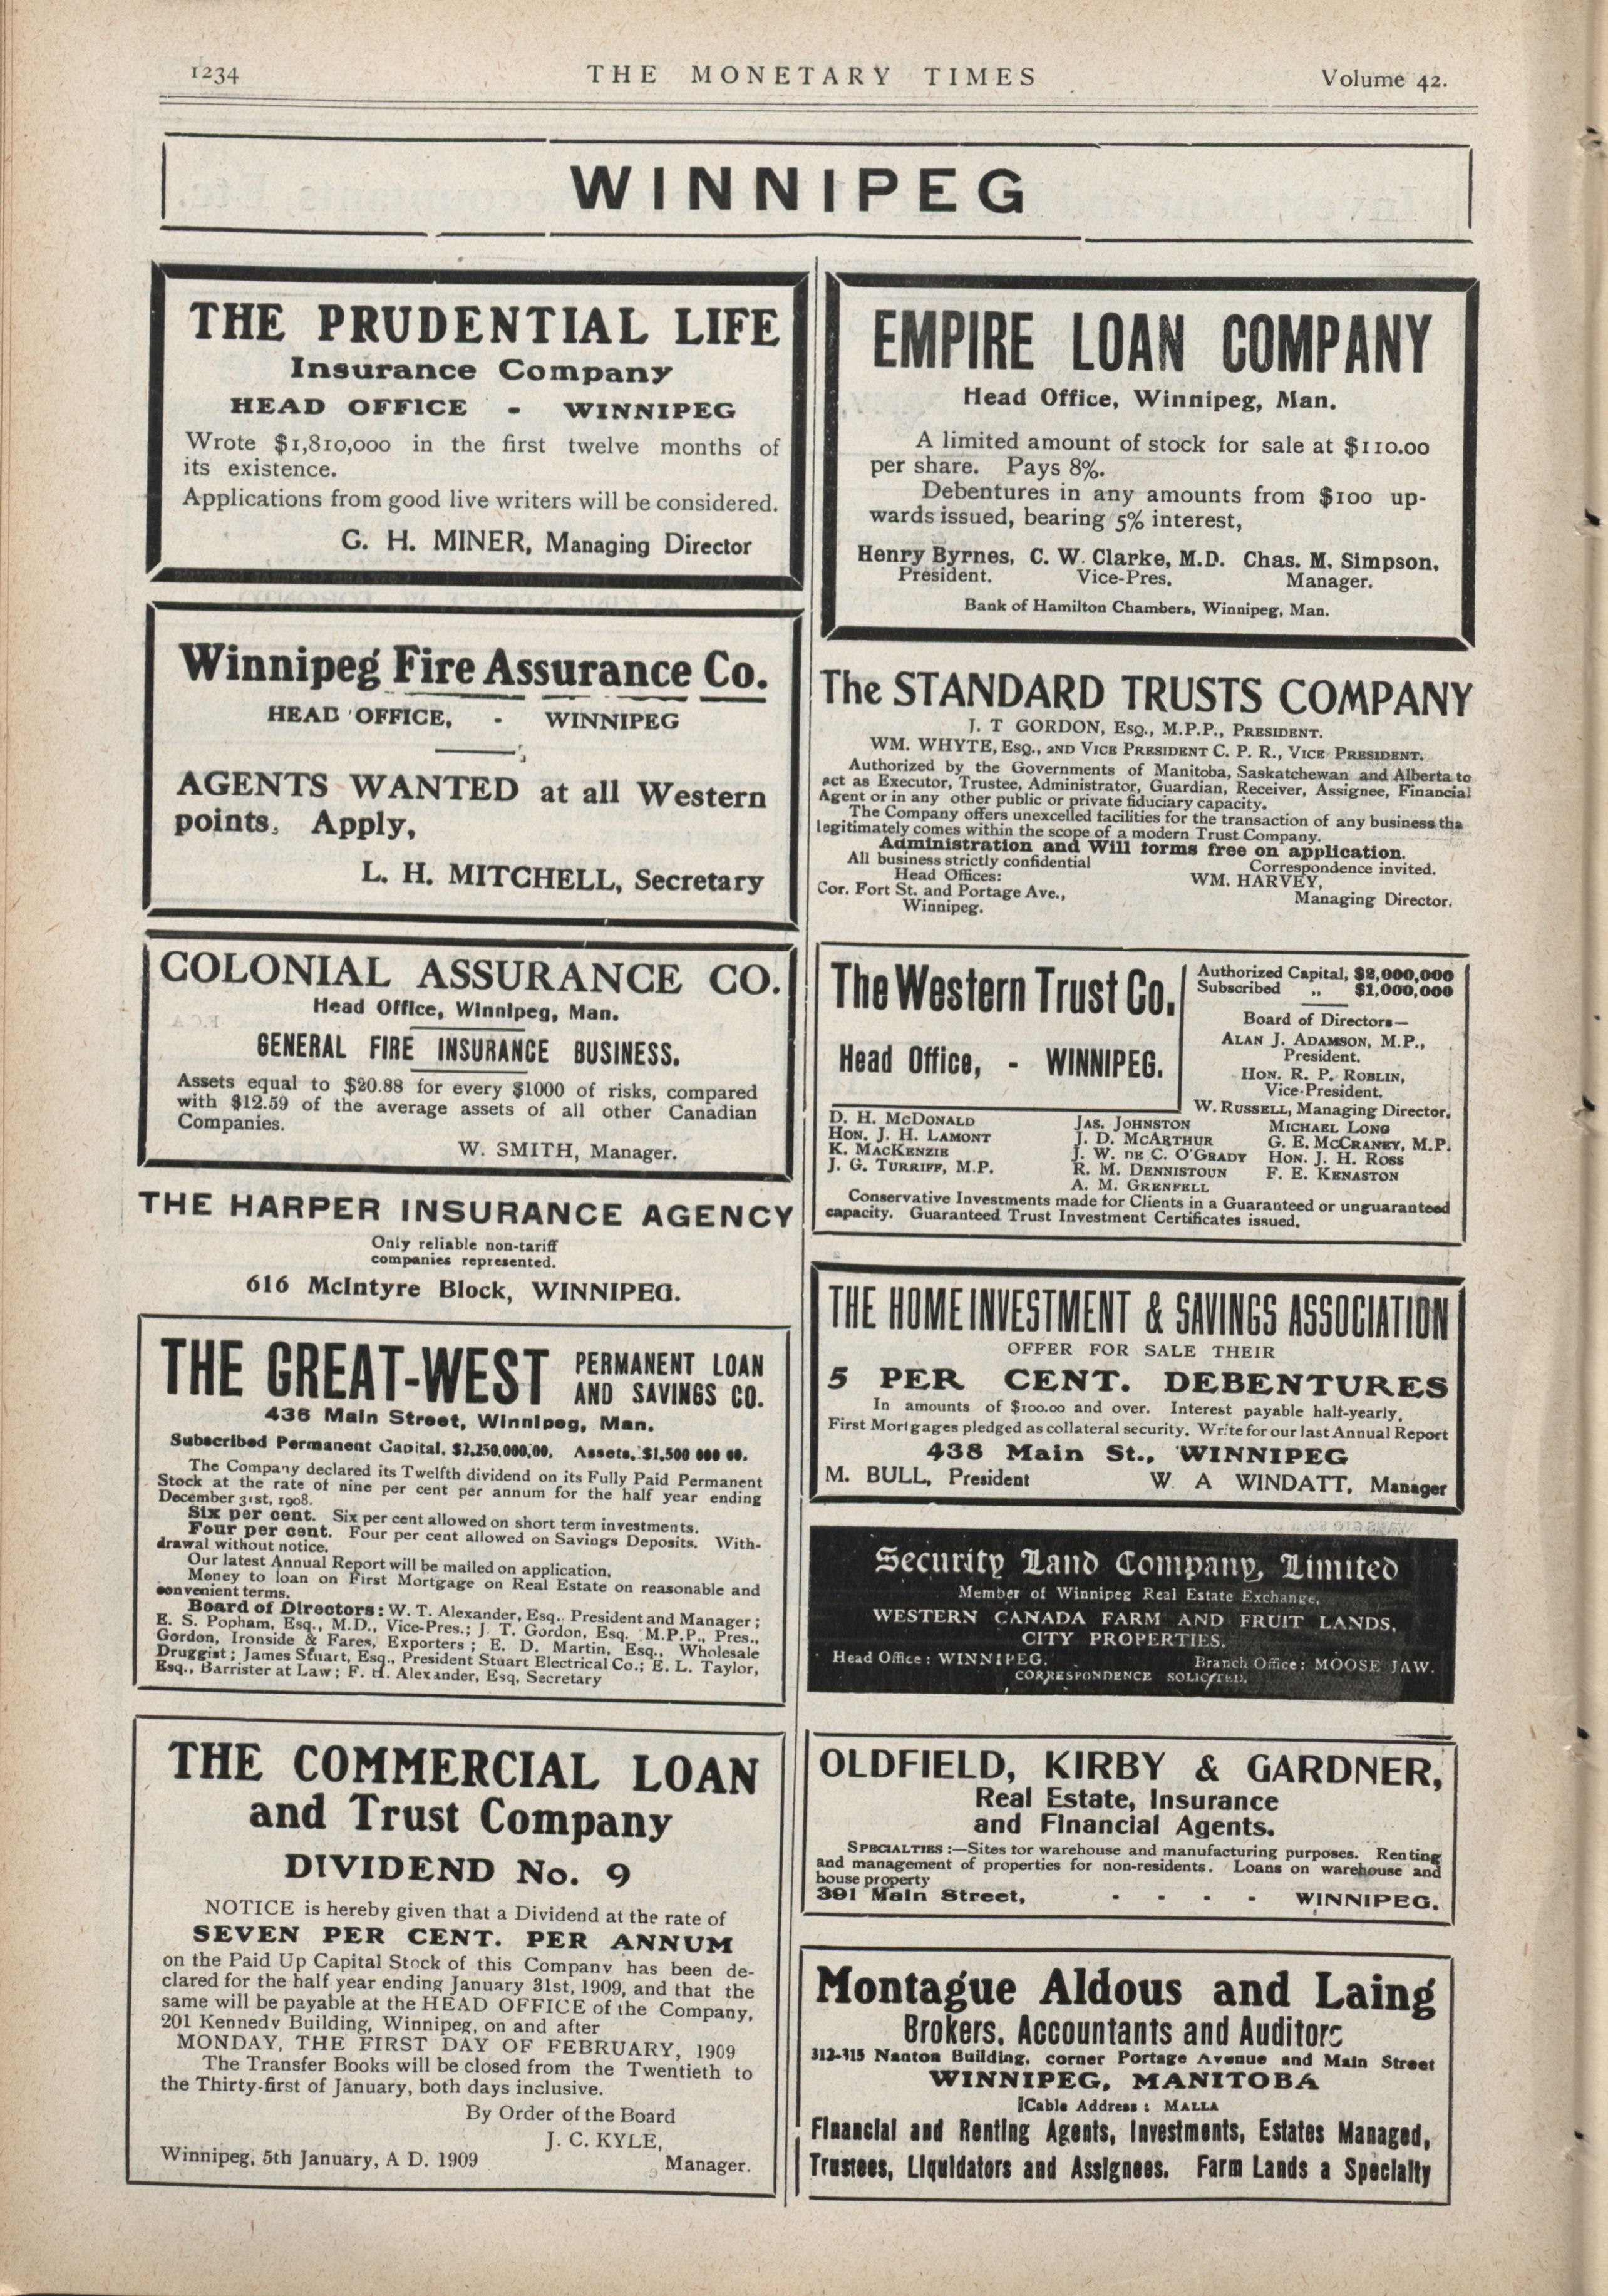 1234
THE MONETARY TIMES
Volume 42.
WINNIPEG
THE PRUDENTIAL LIFE
Insurance Company
HEAD OFFICE - WINNIPEG
Wrote $1,810,000 in the first twelve months of
its existence.
Applications from good live writers will be considered.
G. H. MINER, Managing Director
Winnipeg Fire Assurance Co.
HEAD OFFICE, - WINNIPEG
AGENTS WANTED at all Western
points. Apply,
L. H. MITCHELL, Secretary
COLONIAL ASSURANCE CO.
Head Office, Winnipeg, Man.
GENERAL FIRE INSURANCE BUSINESS.
Assets equal to $20.88 for every $1000 of risks, compared
with $12.59 of the average assets of all other Canadian
Companies.
W. SMITH, Manager.
THE HARPER INSURANCE AGENCY
Only reliable non-tariff
companies represented.
616 McIntyre Block, WINNIPEG.
THE GREAT-WEST PERMANENT LOAN
AND SAVINGS CO.
436 Main Street, Winnipeg, Man.
Subscribed Permanent Capital, $2,250,000.00. Assets, $1,500 000 00.
The Company declared its Twelfth dividend on its Fully Paid Permanent
Stock at the rate of nine per cent per annum for the half year ending
December 31st, 1908.
Six per cent. Six per cent allowed on short term investments.
Four per cent. Four per cent allowed on Savings Deposits. With-
drawal without notice.
Our latest Annual Report will be mailed on application.
Money to loan on First Mortgage on Real Estate on reasonable and
convenient terms.
Board of Directors: W. T. Alexander, Esq., President and Manager;
E. S. Popham, Esq., M.D., Vice-Pres.; J. T. Gordon, Esq. M.P.P., Pres.,
Gordon, Ironside & Fares, Exporters; E. D. Martin, Esq., Wholesale
Druggist; James Stuart, Esq., President Stuart Electrical Co.; E. L. Taylor,
Esq., Barrister at Law; F. H. Alexander, Esq, Secretary
THE COMMERCIAL LOAN
and Trust Company
DIVIDEND No. 9
NOTICE is hereby given that a Dividend at the rate of
SEVEN PER CENT. PER ANNUM
on the Paid Up Capital Stock of this Company has been de-
clared for the half year ending January 31st, 1909, and that the
same will be payable at the HEAD OFFICE of the Company,
201 Kennedy Building, Winnipeg, on and after
MONDAY, THE FIRST DAY OF FEBRUARY, 1909
The Transfer Books will be closed from the Twentieth to
the Thirty-first of January, both days inclusive.
By Order of the Board
J. C. KYLE,
Winnipeg, 5th January, A D. 1909 Manager.
EMPIRE LOAN COMPANY
Head Office, Winnipeg, Man.
A limited amount of stock for sale at $110.00
per share. Pays 8%.
Debentures in any amounts from $100 up-
wards issued, bearing 5% interest,
Henry Byrnes, C. W. Clarke, M.D. Chas. M. Simpson,
President. Vice-Pres. Manager.
Bank of Hamilton Chambers, Winnipeg, Man.
The STANDARD TRUSTS COMPANY
J. T GORDON, Esq., M.P.P., PRESIDENT.
WM. WHYTE, Esq., 2ND VICE PRESIDENT C. P. R., VICE PRESIDENT.
Authorized by the Governments of Manitoba, Saskatchewan and Alberta to
act as Executor, Trustee, Administrator, Guardian, Receiver, Assignee, Financial
Agent or in any other public or private fiduciary capacity.
The Company offers unexcelled facilities for the transaction of any business tha
legitimately comes within the scope of a modern Trust Company.
Administration and Will forms free on application.
All business strictly confidential Correspondence invited.
Head Offices: WM. HARVEY,
Cor. Fort St. and Portage Ave., Managing Director.
Winnipeg.
The Western Trust Co.
Head Office, - WINNIPEG.
Authorized Capital, $2,000,000
Subscribed ,, $1,000,000
Board of Directors—
ALAN J. ADAMSON, M.P.,
President.
HON. R. P. ROBLIN,
Vice-President.
W. RUSSELL, Managing Director,
D. H. MCDONALD JAS. JOHNSTON MICHAEL LONG
HON. J. H. LAMONT J. D. MCARTHUR G. E. MCCRANEY, M.P.
K. MACKENZIE J. W. DE C. O'GRADY HON. J. H. ROSS
J. G. TURRIFF, M.P. R. M. DENNISTOUN F. E. KENASTON
A. M. GRENFELL
Conservative Investments made for Clients in a Guaranteed or unguaranteed
capacity. Guaranteed Trust Investment Certificates issued.
THE HOME INVESTMENT & SAVINGS ASSOCIATION
OFFER FOR SALE THEIR
5 PER CENT. DEBENTURES
In amounts of $100.00 and over. Interest payable half-yearly,
First Mortgages pledged as collateral security. Write for our last Annual Report
438 Main St., WINNIPEG
M. BULL, President W A WINDATT, Manager
Security Land Company, Limited
Member of Winnipeg Real Estate Exchange.
WESTERN CANADA FARM AND FRUIT LANDS,
CITY PROPERTIES.
Head Office: WINNIPEG. Branch Office: MOOSE JAW.
CORRESPONDENCE SOLICITED.
OLDFIELD, KIRBY & GARDNER,
Real Estate, Insurance
and Financial Agents.
SPECIALTIES:—Sites for warehouse and manufacturing purposes. Renting
and management of properties for non-residents. Loans on warehouse and
house property
391 Main Street, - - - - WINNIPEG.
Montague Aldous and Laing
Brokers, Accountants and Auditors
312-315 Nanton Building, corner Portage Avenue and Main Street
WINNIPEG, MANITOBA
[Cable Address: MALLA
Financial and Renting Agents, Investments, Estates Managed,
Trustees, Liquidators and Assignees. Farm Lands a Specialty